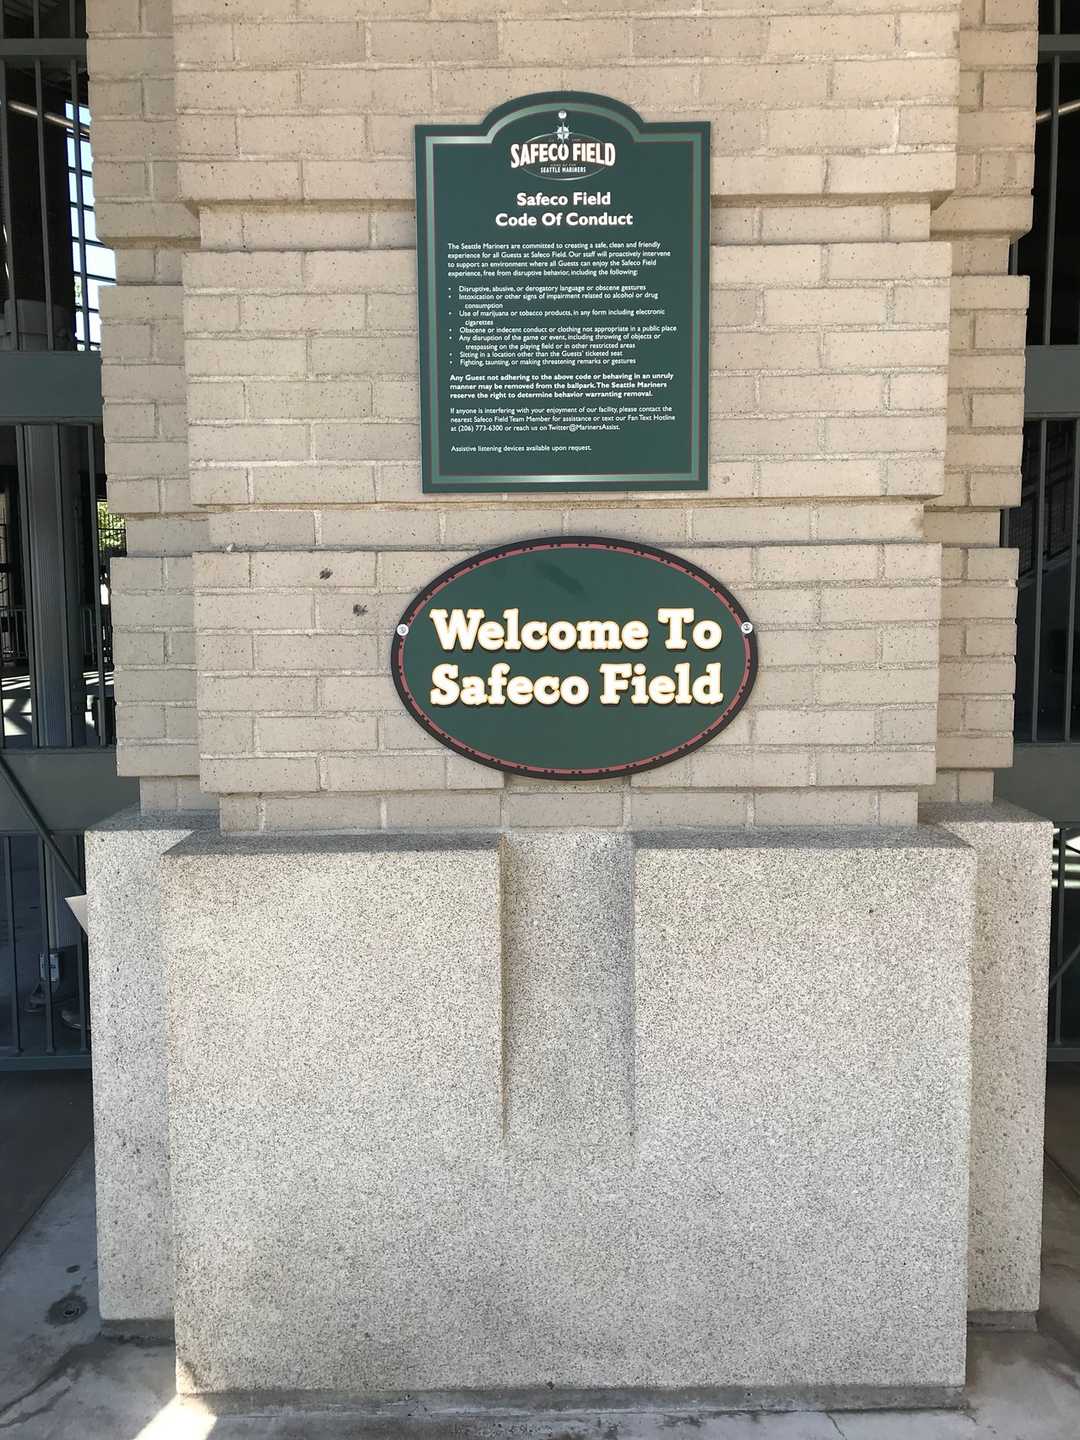 SAFECO FIELD
HOME OF THE
SEATTLE MARINERS
Safeco Field
Code Of Conduct
The Seattle Mariners are committed to creating a safe, clean and friendly
experience for all Guests at Safeco Field. Our staff will proactively intervene
to support an environment where all Guests can enjoy the Safeco Field
experience, free from disruptive behavior, including the following:
• Disruptive, abusive, or derogatory language or obscene gestures
• Intoxication or other signs of impairment related to alcohol or drug
consumption
• Use of marijuana or tobacco products, in any form including electronic
cigarettes
• Obscene or indecent conduct or clothing not appropriate in a public place
• Any disruption of the game or event, including throwing of objects or
trespassing on the playing field or in other restricted areas
• Sitting in a location other than the Guests' ticketed seat
• Fighting, taunting, or making threatening remarks or gestures
Any Guest not adhering to the above code or behaving in an unruly
manner may be removed from the ballpark. The Seattle Mariners
reserve the right to determine behavior warranting removal.
If anyone is interfering with your enjoyment of our facility, please contact the
nearest Safeco Field Team Member for assistance or text our Fan Text Hotline
at (206) 773-6300 or reach us on Twitter@MarinersAssist.
Assistive listening devices available upon request.
Welcome To
Safeco Field